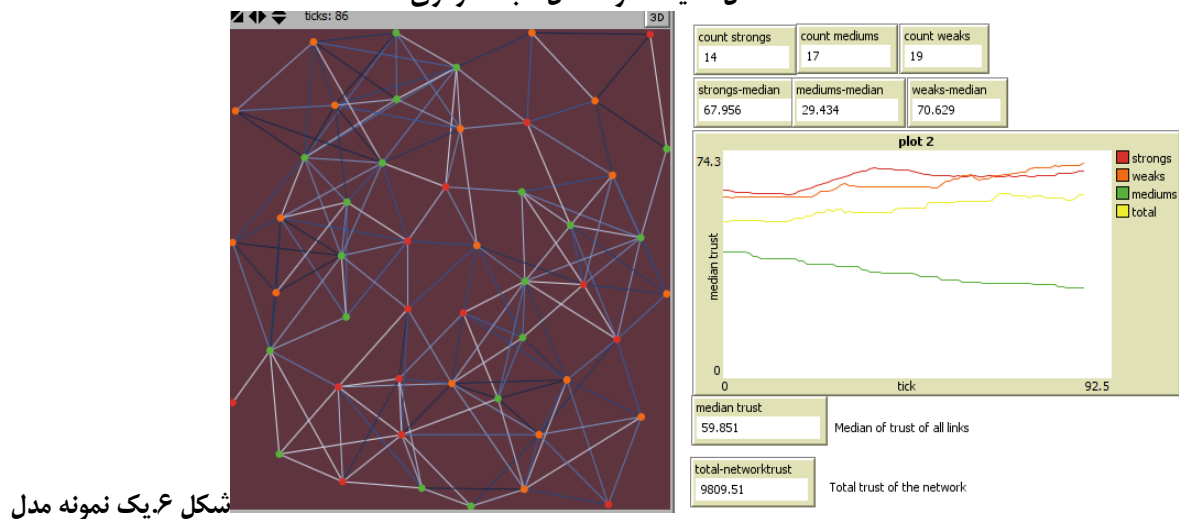 ticks: 86
3D
count strongs
14
count mediums
17
count weaks
19
strongs-median
67.956
mediums-median
29.434
weaks-median
70.629
plot 2
74.3
median trust
0
0
tick
92.5
strongs
weaks
mediums
total
median trust
59.851
Median of trust of all links
total-networktrust
9809.51
Total trust of the network
شکل ۶.یک نمونه مدل